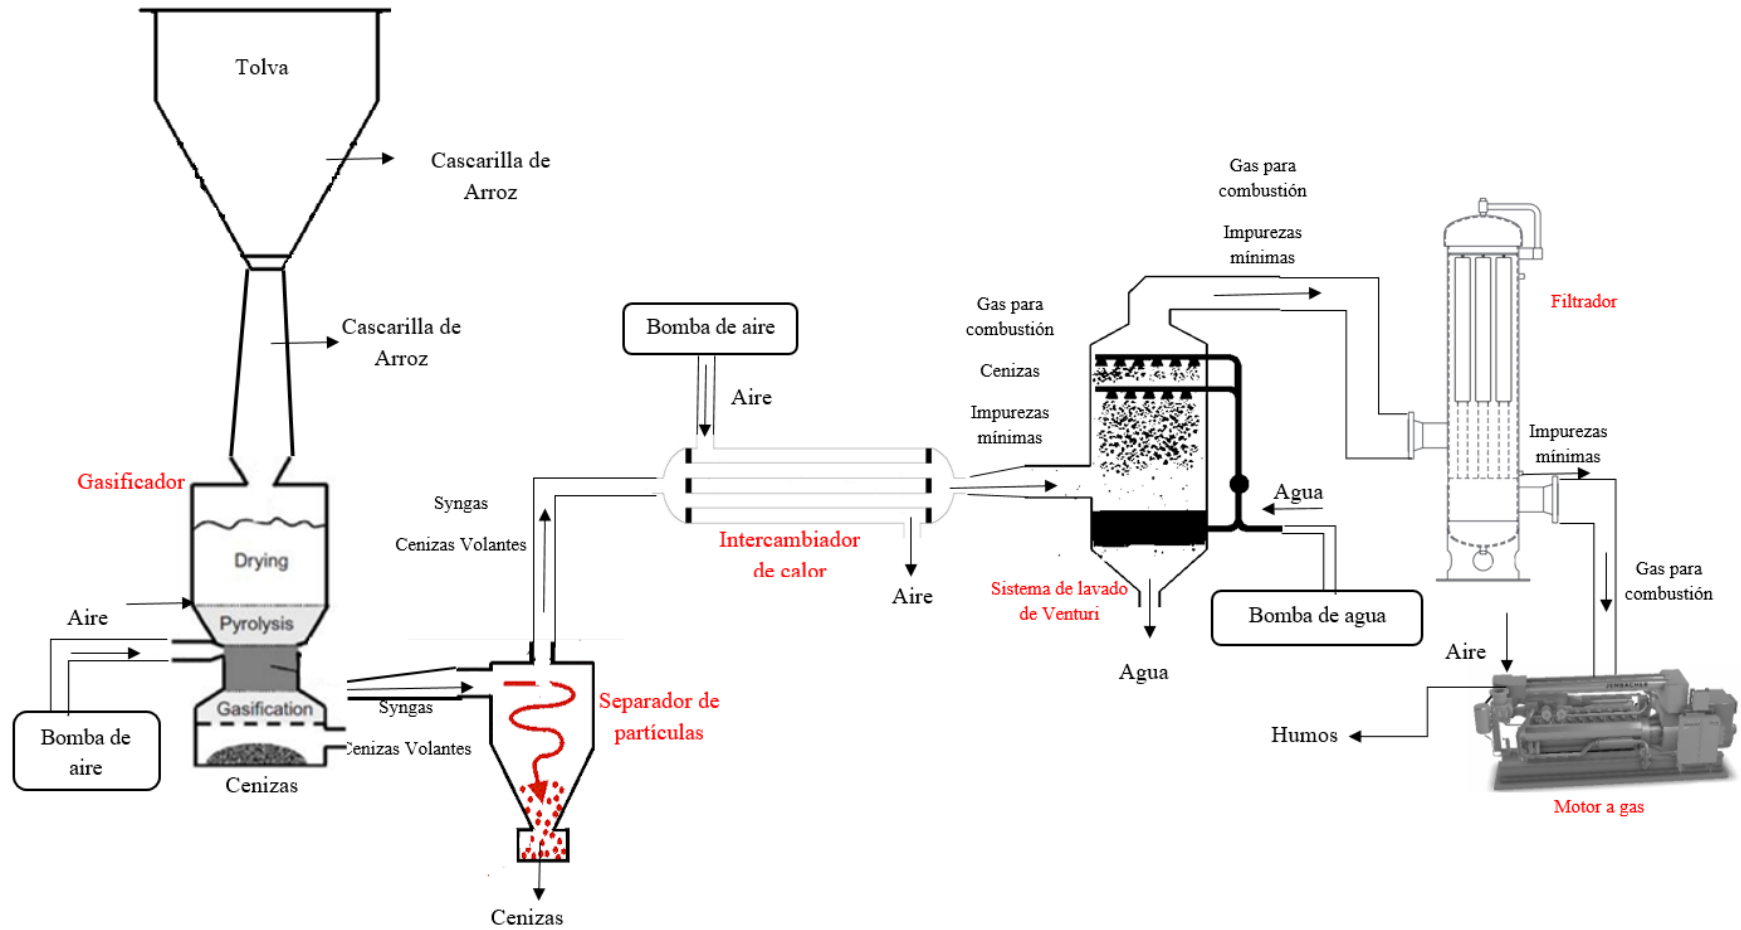 Tolva
Cascarilla de
Arroz
Cascarilla de
Arroz
Gasificador
Drying
Aire
Pyrolysis
Gasification
Bomba de
aire
Cenizas
Syngas
Cenizas Volantes
Separador de
partículas
Cenizas
Syngas
Cenizas Volantes
Bomba de aire
Aire
Intercambiador
de calor
Aire
Gas para
combustión
Cenizas
Impurezas
mínimas
Sistema de lavado
de Venturi
Agua
Agua
Bomba de agua
Gas para
combustión
Impurezas
mínimas
Filtrador
Impurezas
mínimas
Gas para
combustión
Aire
Humos
JENBACHER
Motor a gas